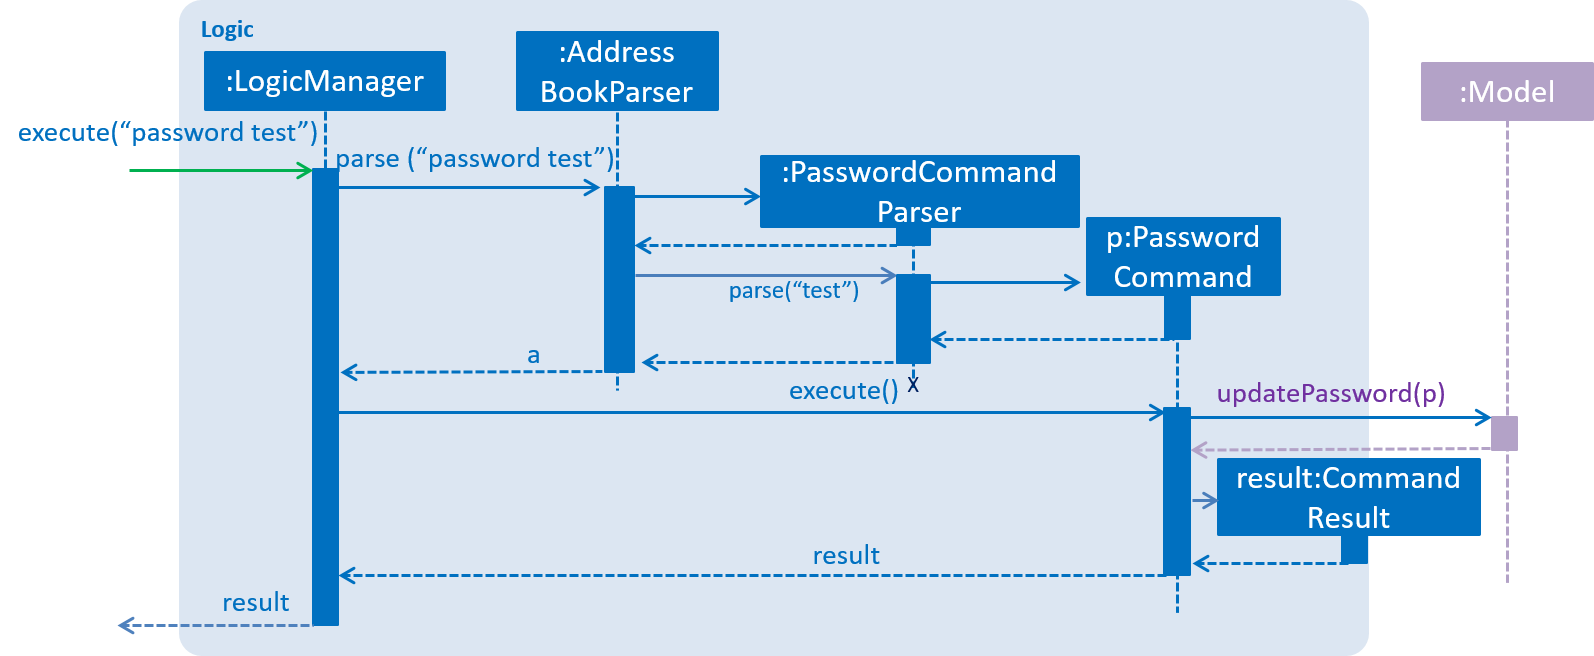 Logic
:LogicManager
:Address
BookParser
:Model
execute(“password test”)
parse (“password test”)
:PasswordCommand
Parser
p:Password
Command
parse(“test”)
a
X
execute()
updatePassword(p)
result:Command
Result
result
result